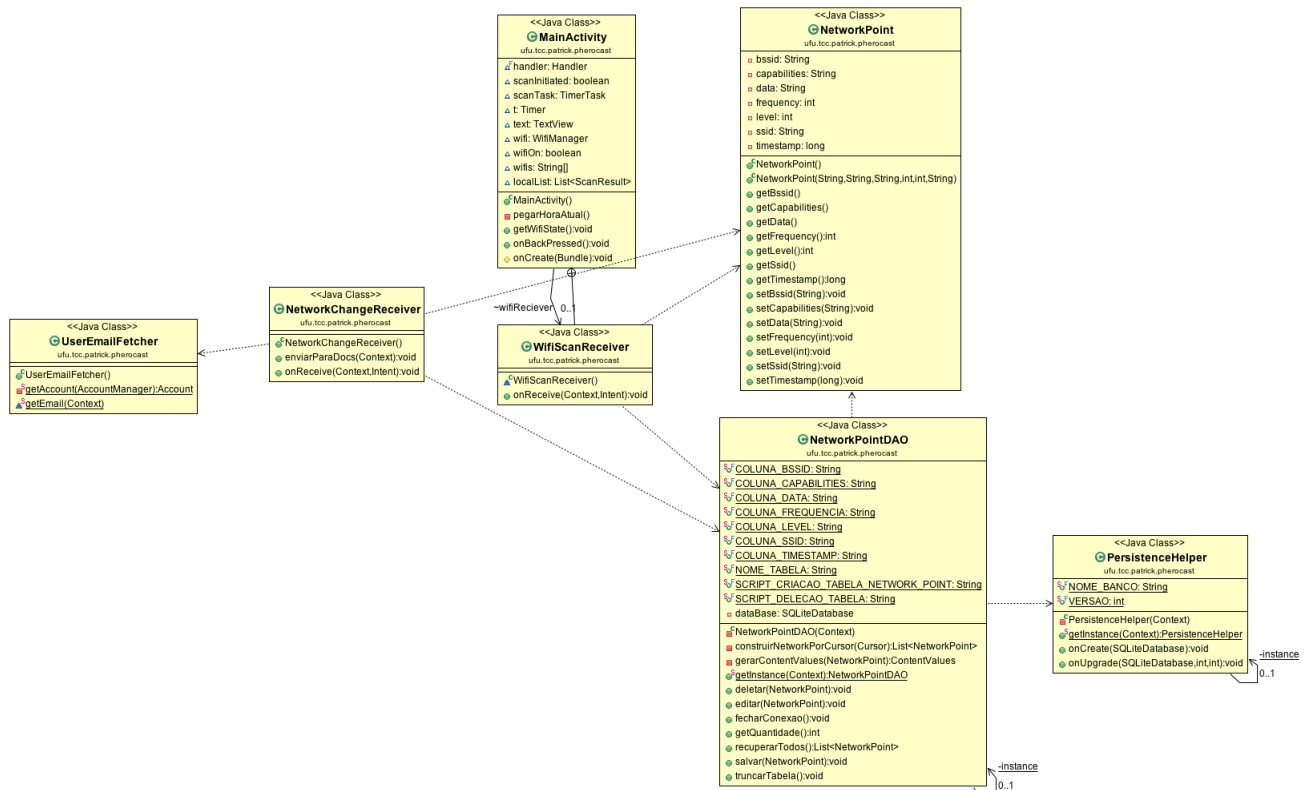 <<Java Class>>
MainActivity
ufu.tcc.patrick.pherocast
handler: Handler
scanInitiated: boolean
scanTask: TimerTask
t: Timer
text: TextView
wifi: WifiManager
wifiOn: boolean
wifis: String[]
localList: List<ScanResult>
MainActivity()
pegarHoraAtual()
getWifiState():void
onBackPressed():void
onCreate(Bundle):void
<<Java Class>>
NetworkPoint
ufu.tcc.patrick.pherocast
bssid: String
capabilities: String
data: String
frequency: int
level: int
ssid: String
timestamp: long
NetworkPoint()
NetworkPoint(String,String,String,int,int,String)
getBssid()
getCapabilities()
getData()
getFrequency():int
getLevel():int
getSsid()
getTimestamp():long
setBssid(String):void
setCapabilities(String):void
setData(String):void
setFrequency(int):void
setLevel(int):void
setSsid(String):void
setTimestamp(long):void
~wifiReciever
0..1
<<Java Class>>
NetworkChangeReceiver
ufu.tcc.patrick.pherocast
NetworkChangeReceiver()
enviarParaDocs(Context):void
onReceive(Context,Intent):void
<<Java Class>>
UserEmailFetcher
ufu.tcc.patrick.pherocast
UserEmailFetcher()
getAccount(AccountManager):Account
getEmail(Context)
<<Java Class>>
WifiScanReceiver
ufu.tcc.patrick.pherocast
WifiScanReceiver()
onReceive(Context,Intent):void
<<Java Class>>
NetworkPointDAO
ufu.tcc.patrick.pherocast
COLUNA_BSSID: String
COLUNA_CAPABILITIES: String
COLUNA_DATA: String
COLUNA_FREQUENCIA: String
COLUNA_LEVEL: String
COLUNA_SSID: String
COLUNA_TIMESTAMP: String
NOME_TABELA: String
SCRIPT_CRIACAO_TABELA_NETWORK_POINT: String
SCRIPT_DELECAO_TABELA: String
dataBase: SQLiteDatabase
NetworkPointDAO(Context)
construirNetworkPorCursor(Cursor):List<NetworkPoint>
gerarContentValues(NetworkPoint):ContentValues
getInstance(Context):NetworkPointDAO
deletar(NetworkPoint):void
editar(NetworkPoint):void
fecharConexao():void
getQuantidade():int
recuperarTodos():List<NetworkPoint>
salvar(NetworkPoint):void
truncarTabela():void
-instance
0..1
<<Java Class>>
PersistenceHelper
ufu.tcc.patrick.pherocast
NOME_BANCO: String
VERSAO: int
PersistenceHelper(Context)
getInstance(Context):PersistenceHelper
onCreate(SQLiteDatabase):void
onUpgrade(SQLiteDatabase,int,int):void
-instance
0..1